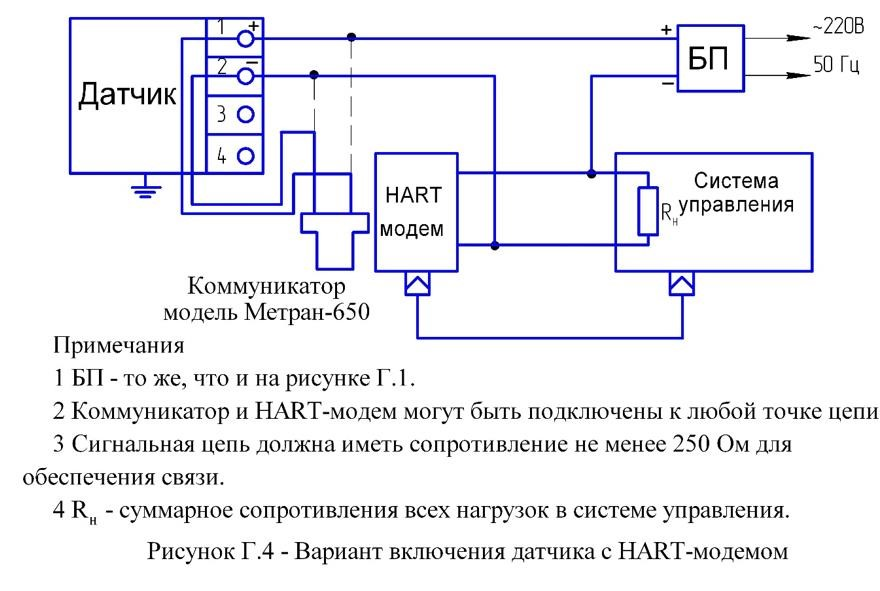 1 +
2 –
3
4
Датчик
+
–
БП
~220В
50 Гц
HART
модем
Система
управления
Rн
Коммуникатор
модель Метран-650
Примечания
1 БП - то же, что и на рисунке Г.1.
2 Коммуникатор и HART-модем могут быть подключены к любой точке цепи
3 Сигнальная цепь должна иметь сопротивление не менее 250 Ом для
обеспечения связи.
4 Rн - суммарное сопротивления всех нагрузок в системе управления.
Рисунок Г.4 - Вариант включения датчика с HART-модемом